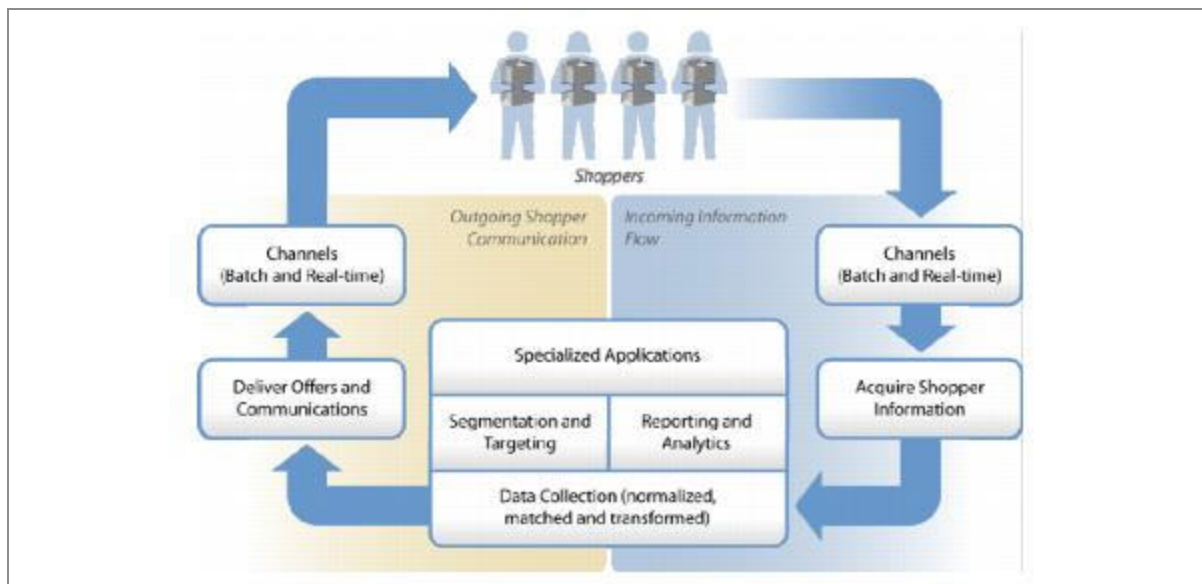 Shoppers
Outgoing Shopper
Communication
Incoming Information
Flow
Channels
(Batch and Real-time)
Channels
(Batch and Real-time)
Specialized Applications
Deliver Offers and
Communications
Segmentation and
Targeting
Reporting and
Analytics
Acquire Shopper
Information
Data Collection (normalized,
matched and transformed)